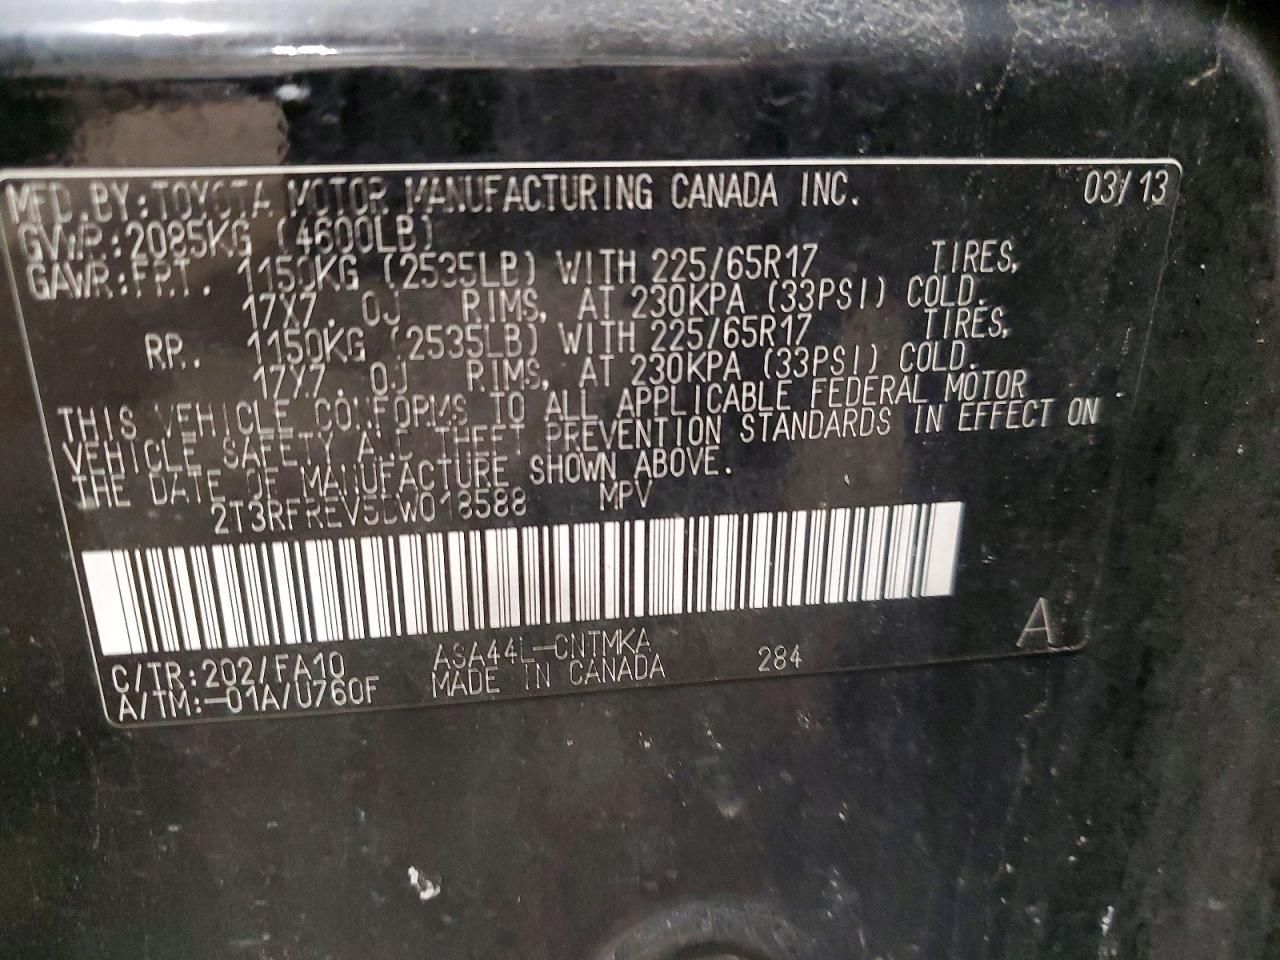 MFD.BY:TOYOTA MOTOR MANUFACTURING CANADA INC. 03/13
GVWR:2085KG (4600LB)
GAWR:FRT. 1150KG (2535LB) WITH 225/65R17 TIRES,
17X7.0J RIMS, AT 230KPA (33PSI) COLD.
RR. 1150KG (2535LB) WITH 225/65R17 TIRES,
17X7.0J RIMS, AT 230KPA (33PSI) COLD.
THIS VEHICLE CONFORMS TO ALL APPLICABLE FEDERAL MOTOR
VEHICLE SAFETY AND THEFT PREVENTION STANDARDS IN EFFECT ON
THE DATE OF MANUFACTURE SHOWN ABOVE.
2T3RFREV5DW018588 MPV
A
C/TR:202/FA10 ASA44L-CNTMKA 284
A/TM:-01A/U760F MADE IN CANADA